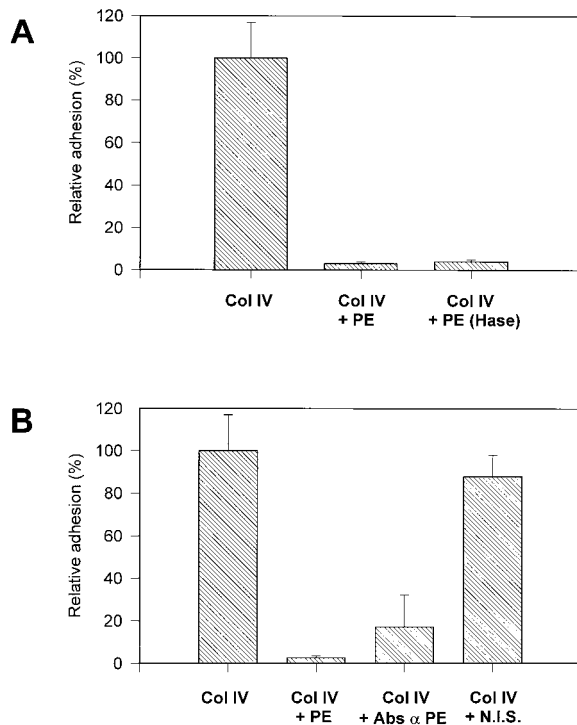 A
Relative adhesion (%)
120
100
80
60
40
20
0
Col IV
Col IV
+ PE
Col IV
+ PE (Hase)
B
Relative adhesion (%)
120
100
80
60
40
20
0
Col IV
Col IV
+ PE
Col IV
+ Abs α PE
Col IV
+ N.I.S.